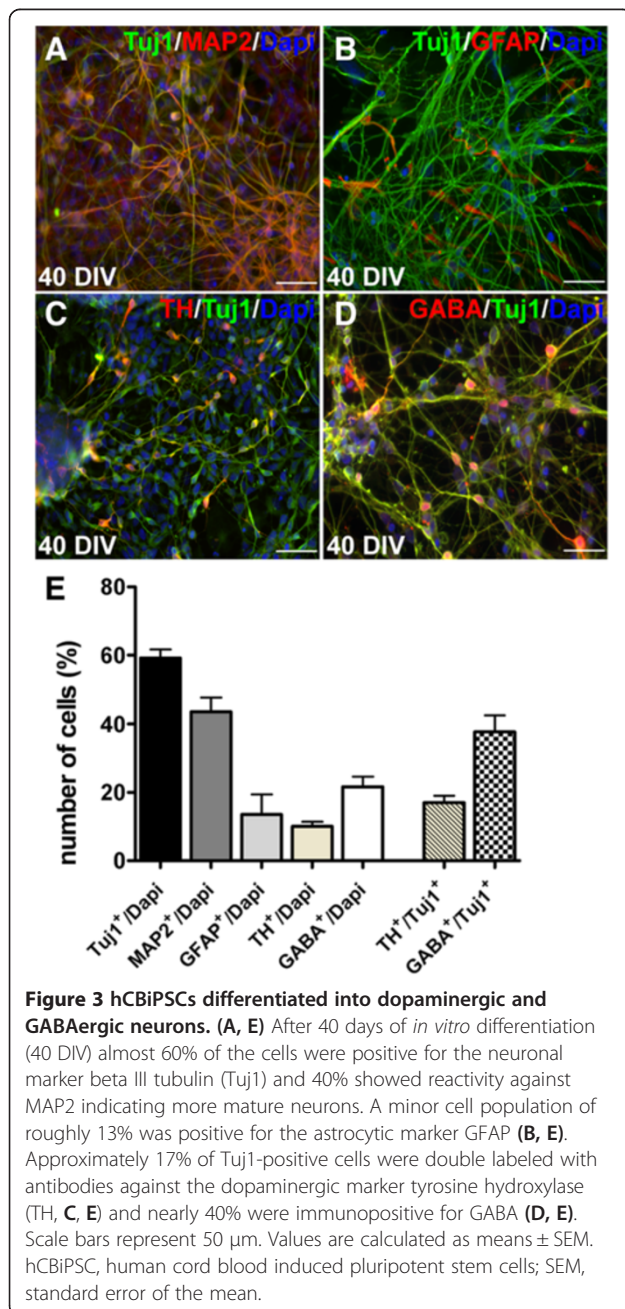 A Tuj1/MAP2/Dapi
40 DIV
B Tuj1/GFAP/Dapi
40 DIV
C TH/Tuj1/Dapi
40 DIV
D GABA/Tuj1/Dapi
40 DIV
E
number of cells (%)
80
60
40
20
0
Tuj1+/Dapi
MAP2+/Dapi
GFAP+/Dapi
TH+/Dapi
GABA+/Dapi
TH+/Tuj1+
GABA+/Tuj1+
Figure 3 hCBiPSCs differentiated into dopaminergic and
GABAergic neurons. (A, E) After 40 days of in vitro differentiation
(40 DIV) almost 60% of the cells were positive for the neuronal
marker beta III tubulin (Tuj1) and 40% showed reactivity against
MAP2 indicating more mature neurons. A minor cell population of
roughly 13% was positive for the astrocytic marker GFAP (B, E).
Approximately 17% of Tuj1-positive cells were double labeled with
antibodies against the dopaminergic marker tyrosine hydroxylase
(TH, C, E) and nearly 40% were immunopositive for GABA (D, E).
Scale bars represent 50 μm. Values are calculated as means ± SEM.
hCBiPSC, human cord blood induced pluripotent stem cells; SEM,
standard error of the mean.